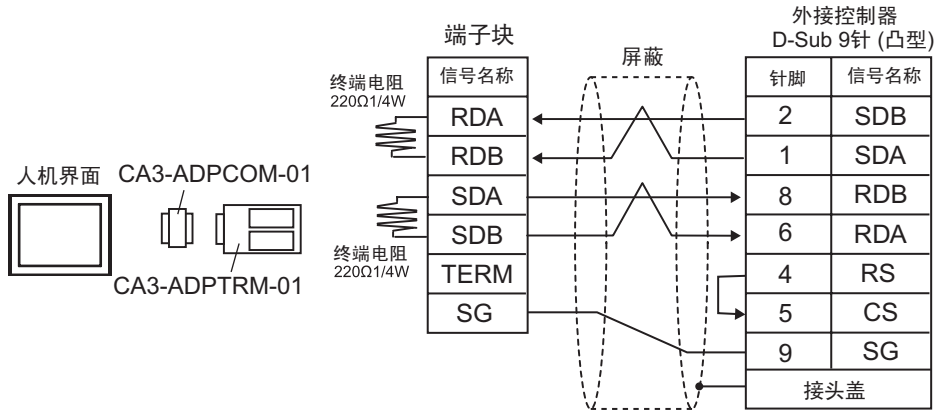 外接控制器
D-Sub 9针 (凸型)
端子块
屏蔽
终端电阻
220Ω1/4W
信号名称
针脚 信号名称
RDA 2 SDB
RDB 1 SDA
人机界面 CA3-ADPCOM-01
SDA 8 RDB
SDB 6 RDA
终端电阻
220Ω1/4W
TERM 4 RS
CA3-ADPTRM-01
SG 5 CS
9 SG
接头盖